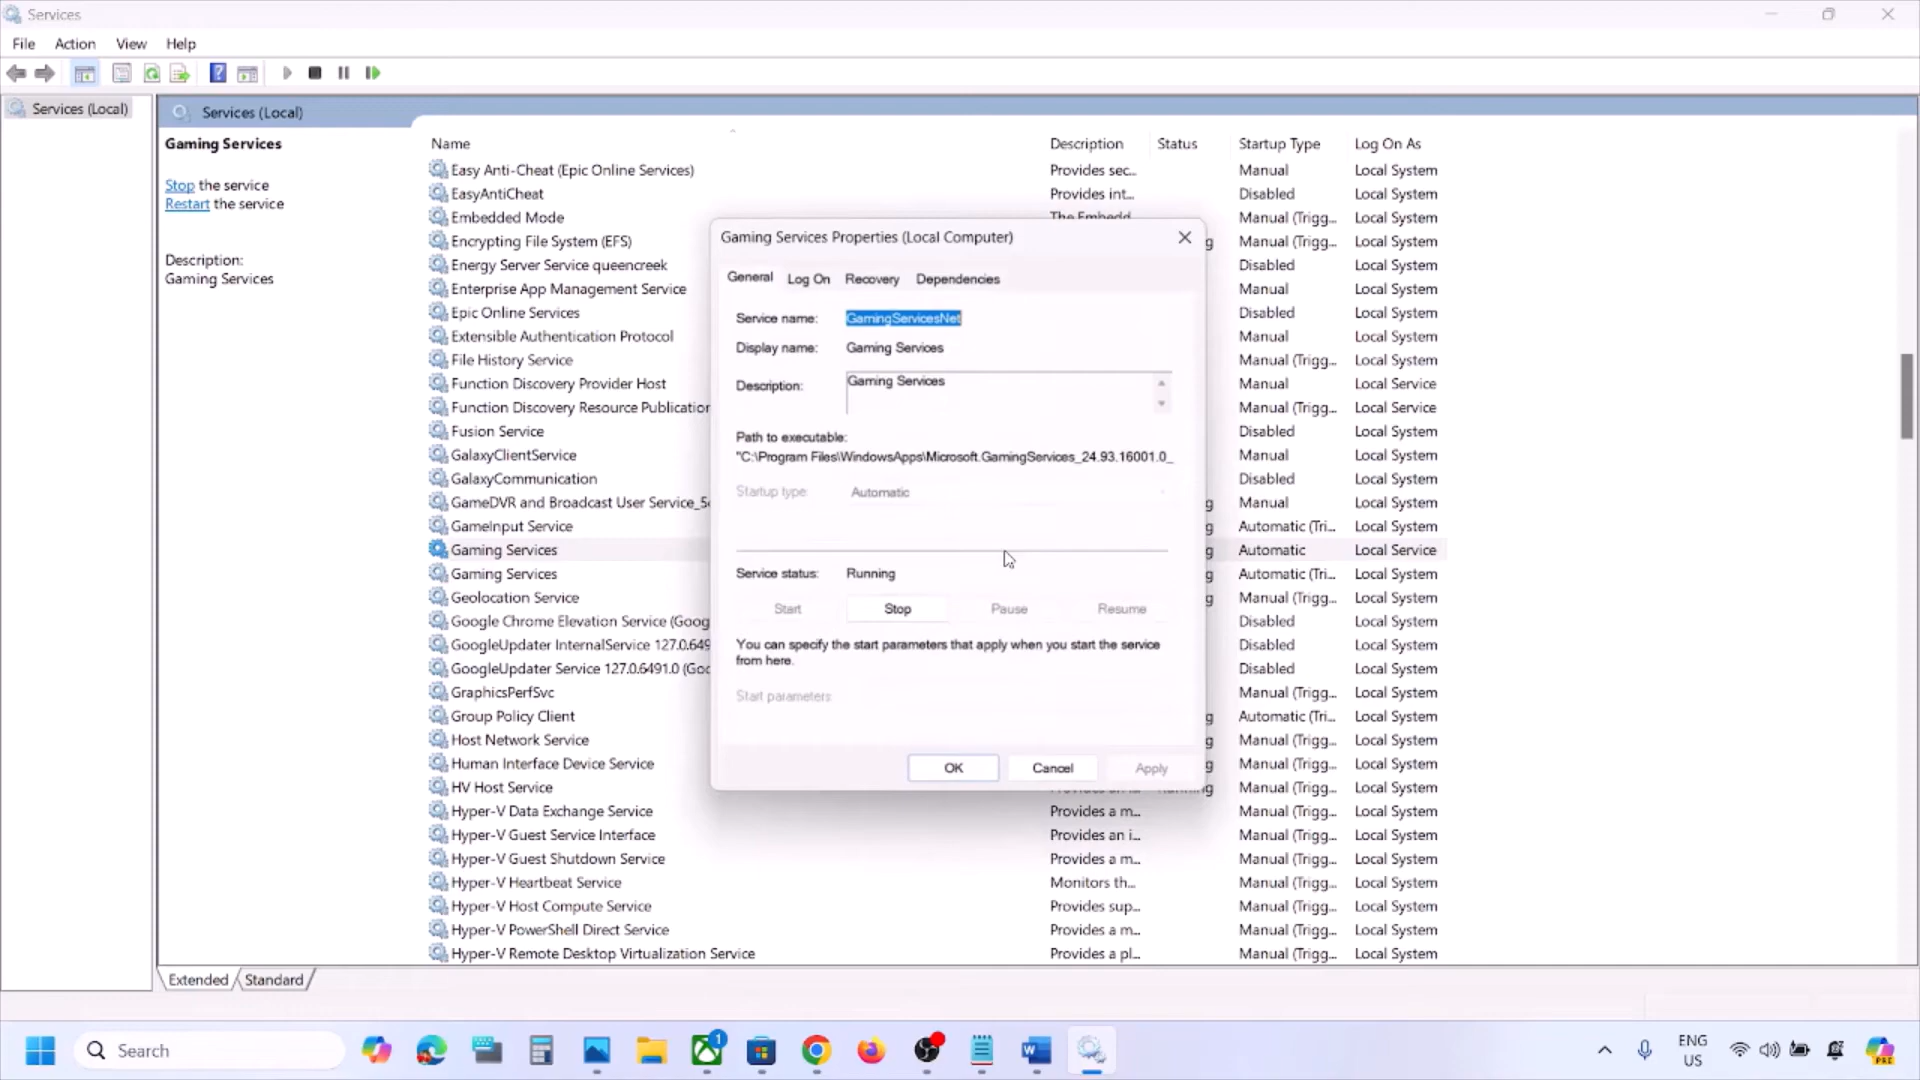 Services
File Action View Help
Services (Local)
Services (Local)
Gaming Services
Stop the service
Restart the service
Description:
Gaming Services
Name Description Status Startup Type Log On As
Easy Anti-Cheat (Epic Online Services) Provides sec... Manual Local System
EasyAntiCheat Provides int... Disabled Local System
Embedded Mode The Embedd Manual (Trigg... Local System
Encrypting File System (EFS) g Manual (Trigg... Local System
Energy Server Service queencreek Disabled Local System
Enterprise App Management Service Manual Local System
Epic Online Services Disabled Local System
Extensible Authentication Protocol Manual Local System
File History Service Manual (Trigg... Local System
Function Discovery Provider Host Manual Local Service
Function Discovery Resource Publication Manual (Trigg... Local Service
Fusion Service Disabled Local System
GalaxyClientService Manual Local System
GalaxyCommunication Disabled Local System
GameDVR and Broadcast User Service_5 g Manual Local System
GameInput Service g Automatic (Tri... Local System
Gaming Services g Automatic Local Service
Gaming Services g Automatic (Tri... Local System
Geolocation Service g Manual (Trigg... Local System
Google Chrome Elevation Service (Goog Disabled Local System
GoogleUpdater InternalService 127.0.649 Disabled Local System
GoogleUpdater Service 127.0.6491.0 (Goo Disabled Local System
GraphicsPerfSvc Manual (Trigg... Local System
Group Policy Client g Automatic (Tri... Local System
Host Network Service g Manual (Trigg... Local System
Human Interface Device Service g Manual (Trigg... Local System
HV Host Service Manual (Trigg... Local System
Hyper-V Data Exchange Service Provides a m... Manual (Trigg... Local System
Hyper-V Guest Service Interface Provides an i... Manual (Trigg... Local System
Hyper-V Guest Shutdown Service Provides a m... Manual (Trigg... Local System
Hyper-V Heartbeat Service Monitors th... Manual (Trigg... Local System
Hyper-V Host Compute Service Provides sup... Manual (Trigg... Local System
Hyper-V PowerShell Direct Service Provides a m... Manual (Trigg... Local System
Hyper-V Remote Desktop Virtualization Service Provides a pl... Manual (Trigg... Local System
Gaming Services Properties (Local Computer)
General Log On Recovery Dependencies
Service name: GamingServicesNet
Display name: Gaming Services
Description: Gaming Services
Path to executable:
"C:\Program Files\WindowsApps\Microsoft.GamingServices_24.93.16001.0_
Startup type: Automatic
Service status: Running
Start Stop Pause Resume
You can specify the start parameters that apply when you start the service
from here.
Start parameters:
OK Cancel Apply
Extended Standard
Search
1
ENG
US
PRE